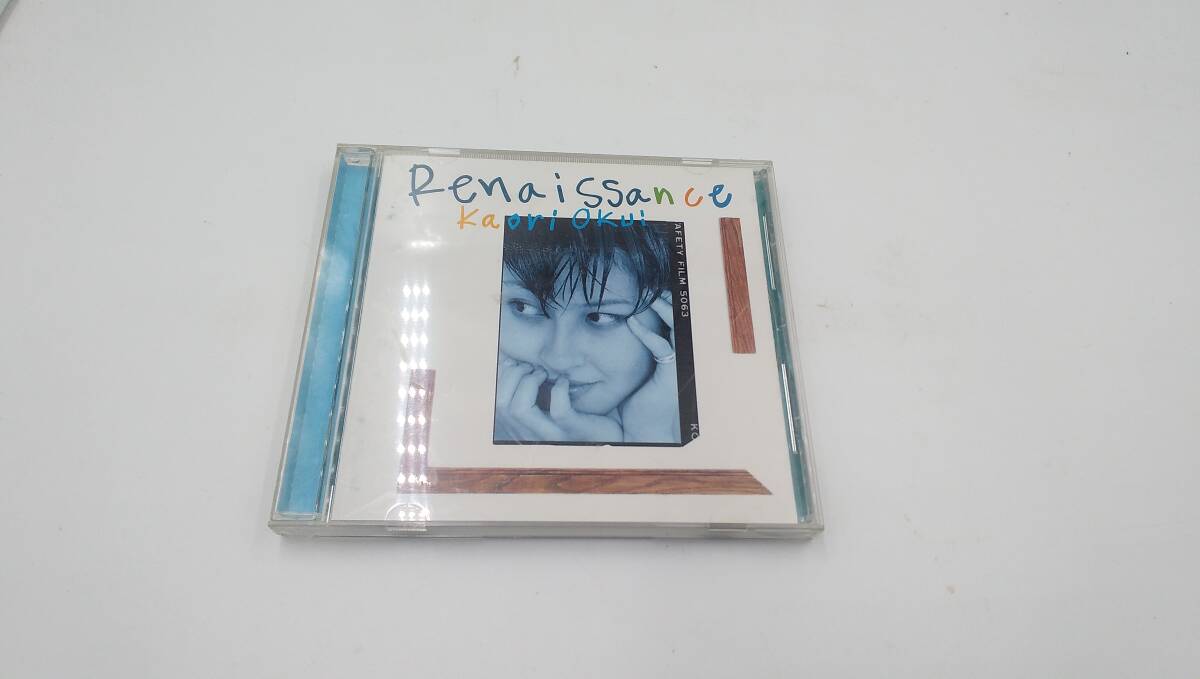 Renaissance
Kaori Okui
AFETY FILM 5063
KO